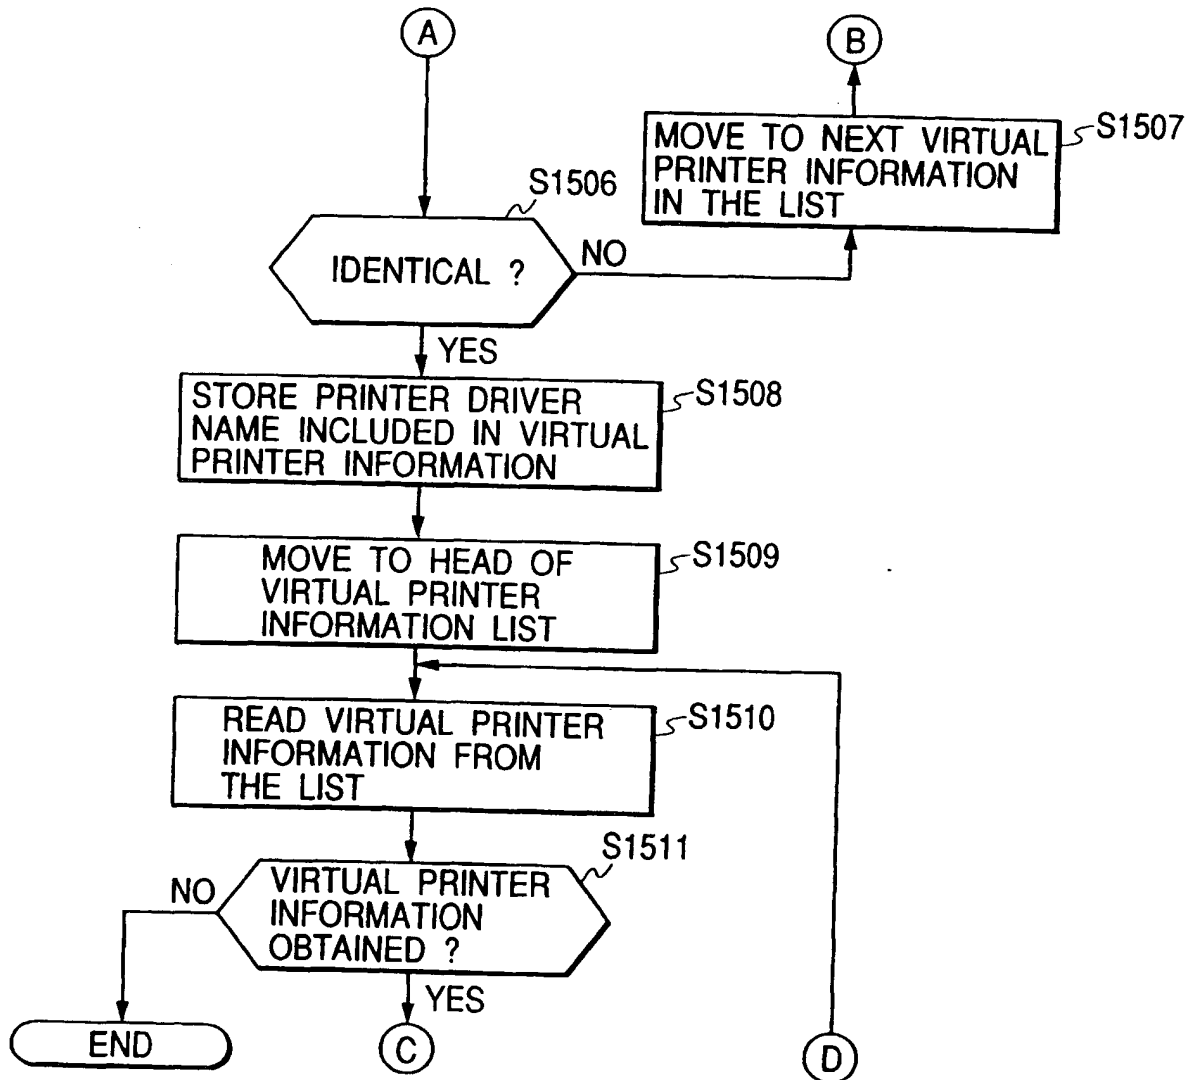 A
B
MOVE TO NEXT VIRTUAL
PRINTER INFORMATION
IN THE LIST
S1507
S1506
IDENTICAL ?
NO
YES
STORE PRINTER DRIVER
NAME INCLUDED IN VIRTUAL
PRINTER INFORMATION
S1508
MOVE TO HEAD OF
VIRTUAL PRINTER
INFORMATION LIST
S1509
READ VIRTUAL PRINTER
INFORMATION FROM
THE LIST
S1510
S1511
VIRTUAL PRINTER
INFORMATION
OBTAINED ?
NO
YES
END
C
D